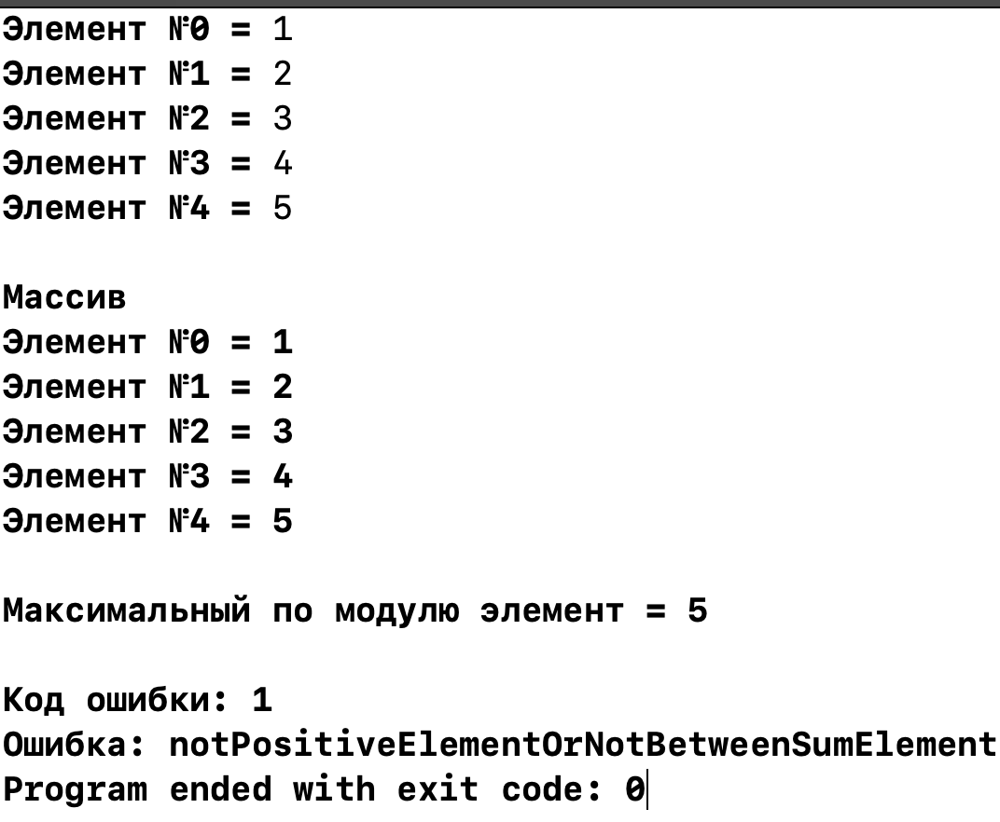 Элемент №0 = 1
Элемент №1 = 2
Элемент №2 = 3
Элемент №3 = 4
Элемент №4 = 5
Массив
Элемент №0 = 1
Элемент №1 = 2
Элемент №2 = 3
Элемент №3 = 4
Элемент №4 = 5
Максимальный по модулю элемент = 5
Код ошибки: 1
Ошибка: notPositiveElementOrNotBetweenSumElement
Program ended with exit code: 0